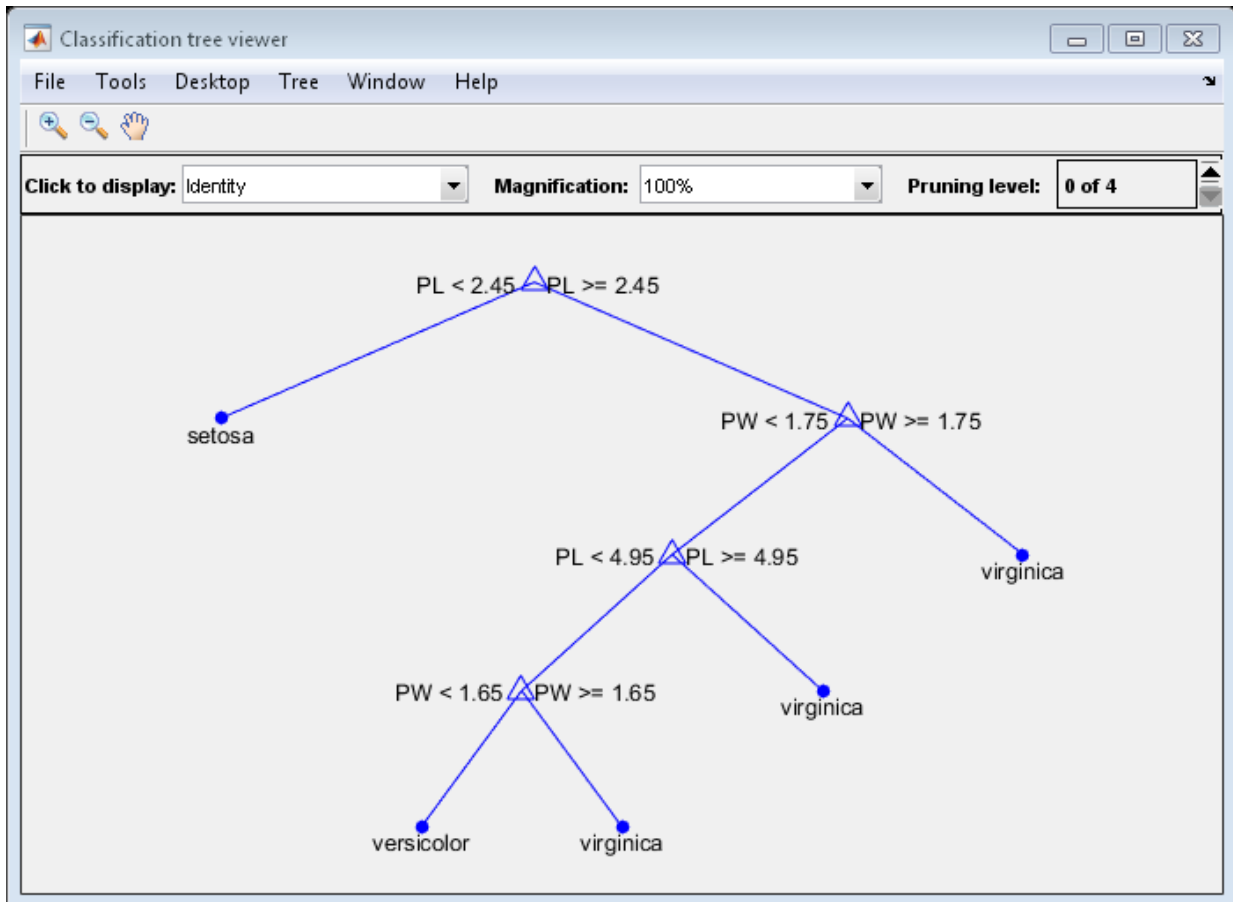 Classification tree viewer
File Tools Desktop Tree Window Help
Click to display: Identity Magnification: 100% Pruning level: 0 of 4
PL < 2.45 PL >= 2.45
setosa
PW < 1.75 PW >= 1.75
PL < 4.95 PL >= 4.95
virginica
PW < 1.65 PW >= 1.65
virginica
versicolor virginica